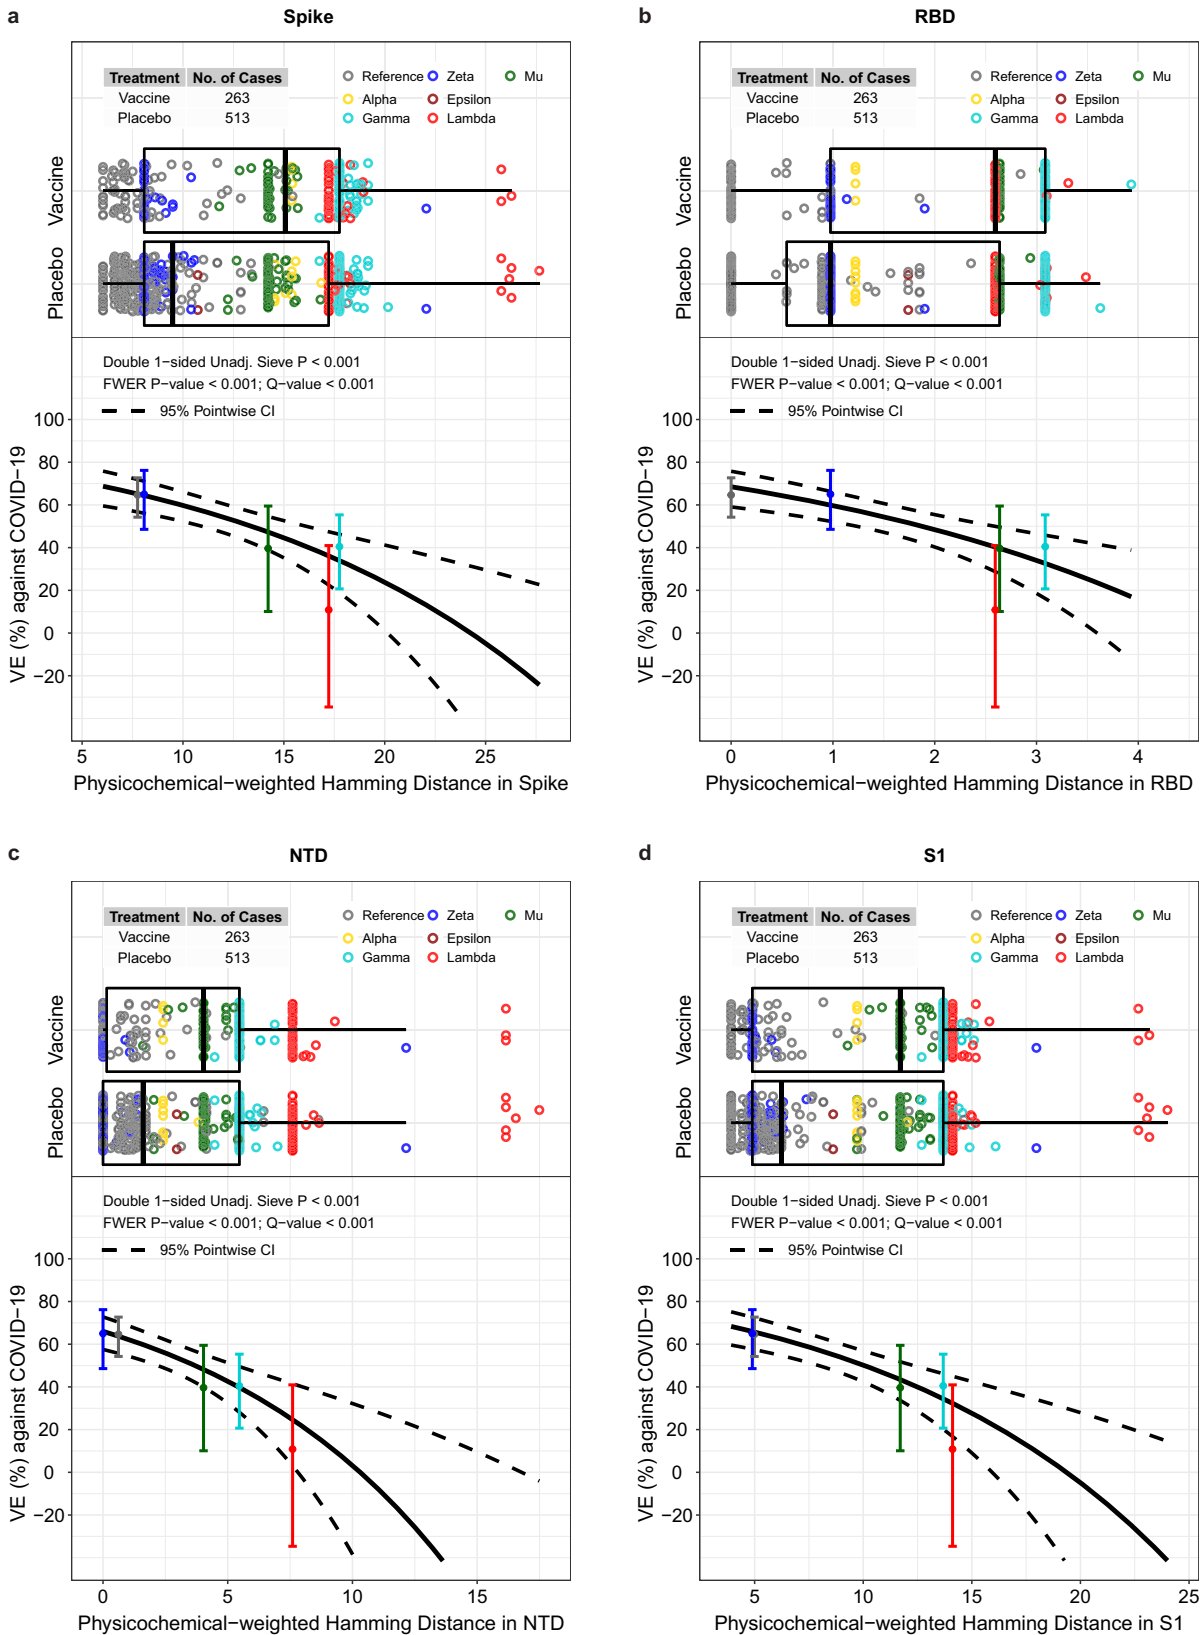 a
Spike
Treatment No. of Cases
Vaccine 263
Placebo 513
Reference Zeta Mu
Alpha Epsilon
Gamma Lambda
Vaccine
Placebo
Double 1−sided Unadj. Sieve P < 0.001
FWER P−value < 0.001; Q−value < 0.001
95% Pointwise CI
VE (%) against COVID−19
100
80
60
40
20
0
−20
5 10 15 20 25
Physicochemical−weighted Hamming Distance in Spike
b
RBD
Treatment No. of Cases
Vaccine 263
Placebo 513
Reference Zeta Mu
Alpha Epsilon
Gamma Lambda
Vaccine
Placebo
Double 1−sided Unadj. Sieve P < 0.001
FWER P−value < 0.001; Q−value < 0.001
95% Pointwise CI
VE (%) against COVID−19
100
80
60
40
20
0
−20
0 1 2 3 4
Physicochemical−weighted Hamming Distance in RBD
c
NTD
Treatment No. of Cases
Vaccine 263
Placebo 513
Reference Zeta Mu
Alpha Epsilon
Gamma Lambda
Vaccine
Placebo
Double 1−sided Unadj. Sieve P < 0.001
FWER P−value < 0.001; Q−value < 0.001
95% Pointwise CI
VE (%) against COVID−19
100
80
60
40
20
0
−20
0 5 10 15
Physicochemical−weighted Hamming Distance in NTD
d
S1
Treatment No. of Cases
Vaccine 263
Placebo 513
Reference Zeta Mu
Alpha Epsilon
Gamma Lambda
Vaccine
Placebo
Double 1−sided Unadj. Sieve P < 0.001
FWER P−value < 0.001; Q−value < 0.001
95% Pointwise CI
VE (%) against COVID−19
100
80
60
40
20
0
−20
5 10 15 20 25
Physicochemical−weighted Hamming Distance in S1